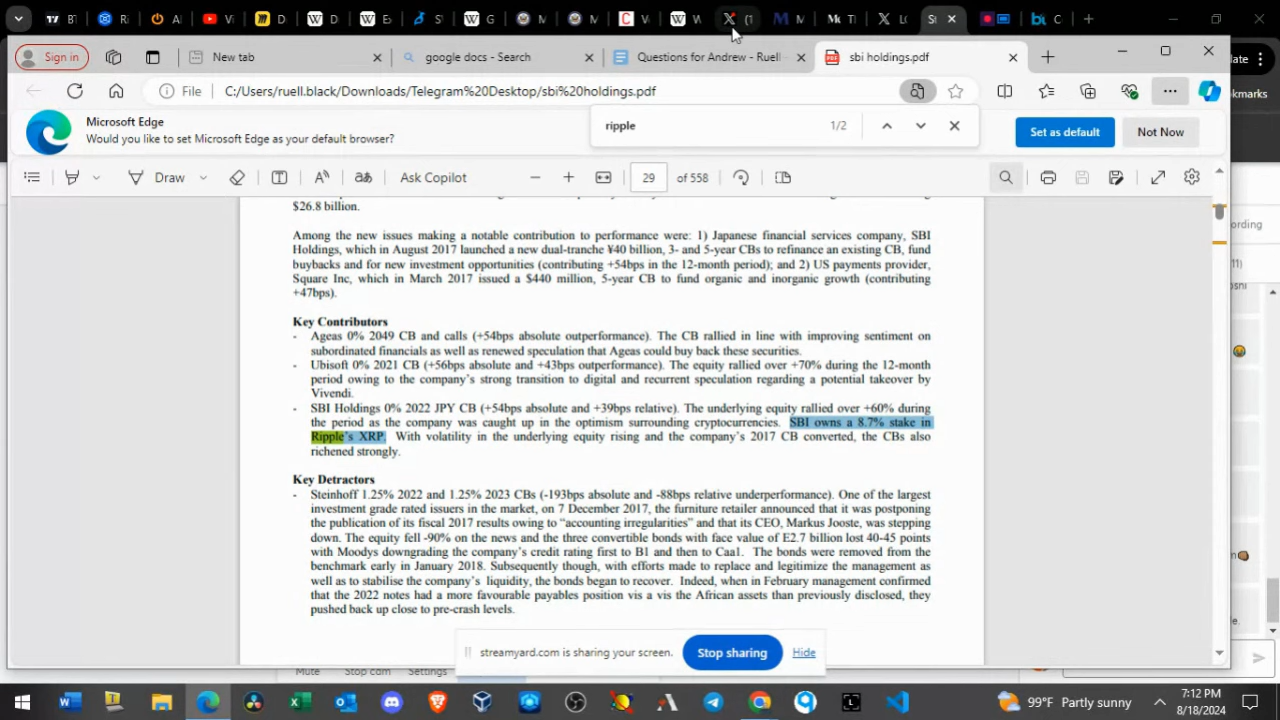 Sign in
New tab
google docs - Search
Questions for Andrew - Ruell
sbi holdings.pdf
File
C:/Users/ruell.black/Downloads/Telegram%20Desktop/sbi%20holdings.pdf
ripple
1/2
Microsoft Edge
Would you like to set Microsoft Edge as your default browser?
Set as default
Not Now
Draw
Ask Copilot
29
of 558
$26.8 billion.
Among the new issues making a notable contribution to performance were: 1) Japanese financial services company, SBI
Holdings, which in August 2017 launched a new dual-tranche ¥40 billion, 3- and 5-year CBs to refinance an existing CB, fund
buybacks and for new investment opportunities (contributing +54bps in the 12-month period); and 2) US payments provider,
Square Inc, which in March 2017 issued a $440 million, 5-year CB to fund organic and inorganic growth (contributing
+47bps).
Key Contributors
- Ageas 0% 2049 CB and calls (+54bps absolute outperformance). The CB rallied in line with improving sentiment on
subordinated financials as well as renewed speculation that Ageas could buy back these securities.
- Ubisoft 0% 2021 CB (+56bps absolute and +43bps outperformance). The equity rallied over +70% during the 12-month
period owing to the company's strong transition to digital and recurrent speculation regarding a potential takeover by
Vivendi.
- SBI Holdings 0% 2022 JPY CB (+54bps absolute and +39bps relative). The underlying equity rallied over +60% during
the period as the company was caught up in the optimism surrounding cryptocurrencies. SBI owns a 8.7% stake in
Ripple's XRP. With volatility in the underlying equity rising and the company's 2017 CB converted, the CBs also
richened strongly.
Key Detractors
- Steinhoff 1.25% 2022 and 1.25% 2023 CBs (-193bps absolute and -88bps relative underperformance). One of the largest
investment grade rated issuers in the market, on 7 December 2017, the furniture retailer announced that it was postponing
the publication of its fiscal 2017 results owing to "accounting irregularities" and that its CEO, Markus Jooste, was stepping
down. The equity fell -90% on the news and the three convertible bonds with face value of E2.7 billion lost 40-45 points
with Moodys downgrading the company's credit rating first to B1 and then to Caa1. The bonds were removed from the
benchmark early in January 2018. Subsequently though, with efforts made to replace and legitimize the management as
well as to stabilise the company's liquidity, the bonds began to recover. Indeed, when in February management confirmed
that the 2022 notes had a more favourable payables position vis a vis the African assets than previously disclosed, they
pushed back up close to pre-crash levels.
streamyard.com is sharing your screen.
Stop sharing
Hide
Mute
Stop cam
Settings
99°F Partly sunny
7:12 PM
8/18/2024